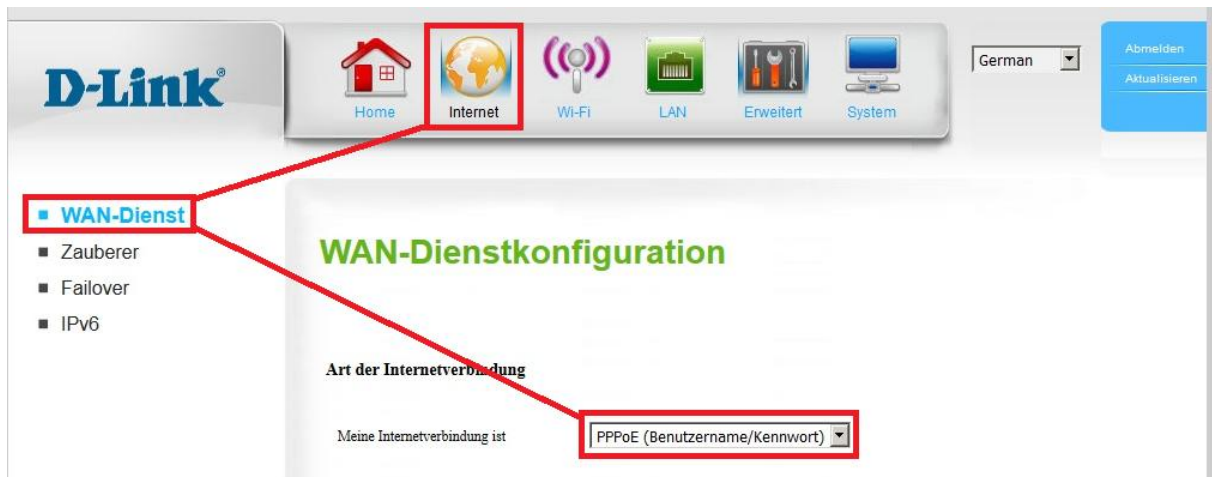 D-Link®
Home
Internet
Wi-Fi
LAN
Erweitert
System
German
Abmelden
Aktualisieren
WAN-Dienst
Zauberer
Failover
IPv6
WAN-Dienstkonfiguration
Art der Internetverbindung
Meine Internetverbindung ist
PPPoE (Benutzername/Kennwort)